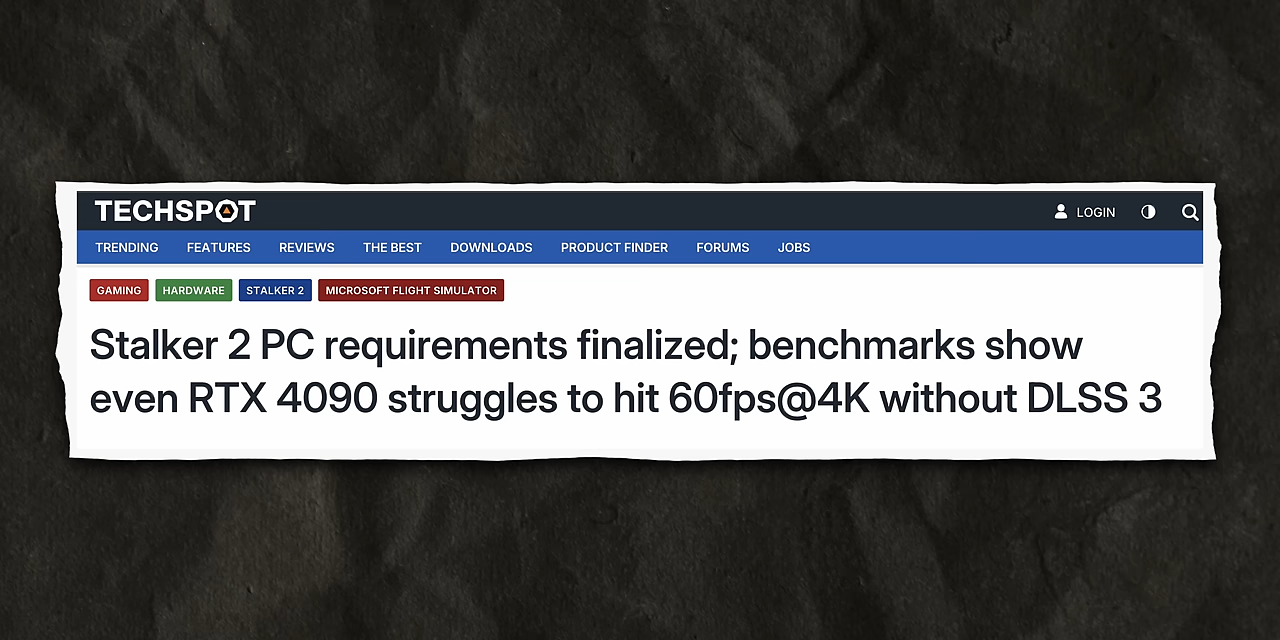 TECHSPOT LOGIN
TRENDING FEATURES REVIEWS THE BEST DOWNLOADS PRODUCT FINDER FORUMS JOBS
GAMING HARDWARE STALKER 2 MICROSOFT FLIGHT SIMULATOR
Stalker 2 PC requirements finalized; benchmarks show
even RTX 4090 struggles to hit 60fps@4K without DLSS 3